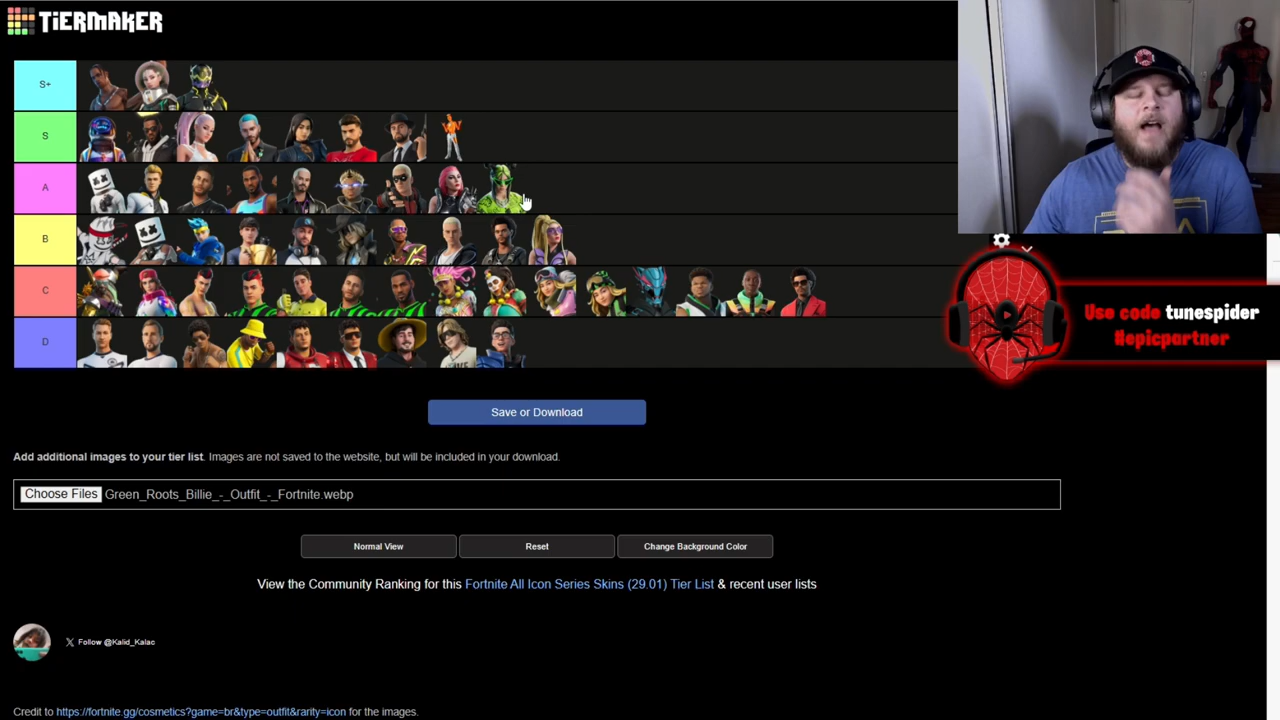 TiERMAKER
S+
S
A
B
C
D
Use code tunespider
#epicpartner
Save or Download
Add additional images to your tier list. Images are not saved to the website, but will be included in your download.
Choose Files Green_Roots_Billie_-_Outfit_-_Fortnite.webp
Normal View
Reset
Change Background Color
View the Community Ranking for this Fortnite All Icon Series Skins (29.01) Tier List & recent user lists
X Follow @Kalid_Kalac
Credit to https://fortnite.gg/cosmetics?game=br&type=outfit&rarity=icon for the images.